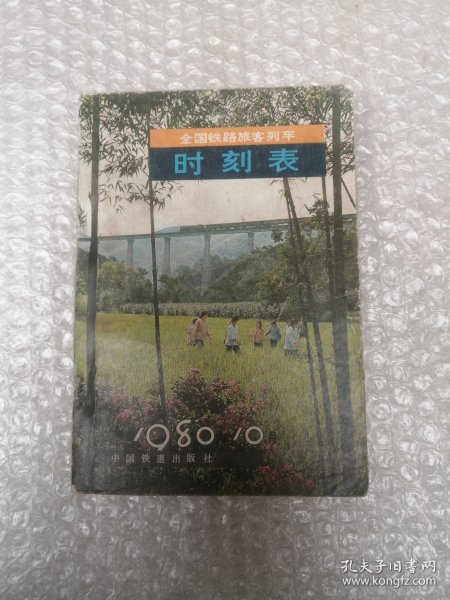 全国铁路旅客列车
时刻表
1980.10
中国铁道出版社
孔夫子旧书网
www.kongfz.com